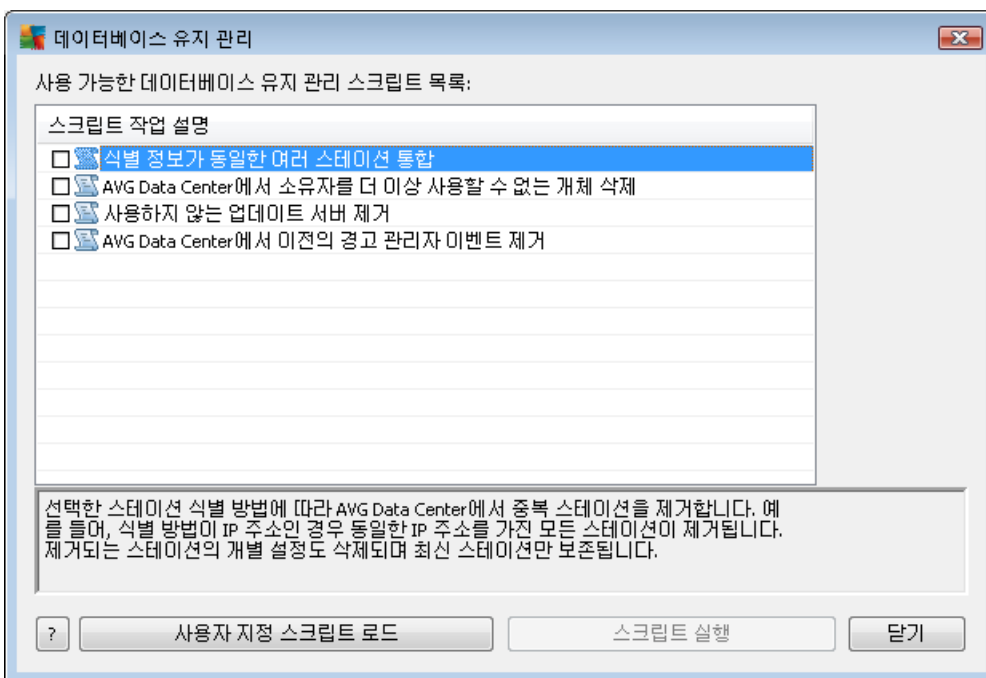 데이터베이스 유지 관리
사용 가능한 데이터베이스 유지 관리 스크립트 목록:
스크립트 작업 설명
식별 정보가 동일한 여러 스테이션 통합
AVG Data Center에서 소유자를 더 이상 사용할 수 없는 개체 삭제
사용하지 않는 업데이트 서버 제거
AVG Data Center에서 이전의 경고 관리자 이벤트 제거
선택한 스테이션 식별 방법에 따라 AVG Data Center에서 중복 스테이션을 제거합니다. 예
를 들어, 식별 방법이 IP 주소인 경우 동일한 IP 주소를 가진 모든 스테이션이 제거됩니다.
제거되는 스테이션의 개별 설정도 삭제되며 최신 스테이션만 보존됩니다.
? 사용자 지정 스크립트 로드 스크립트 실행 닫기